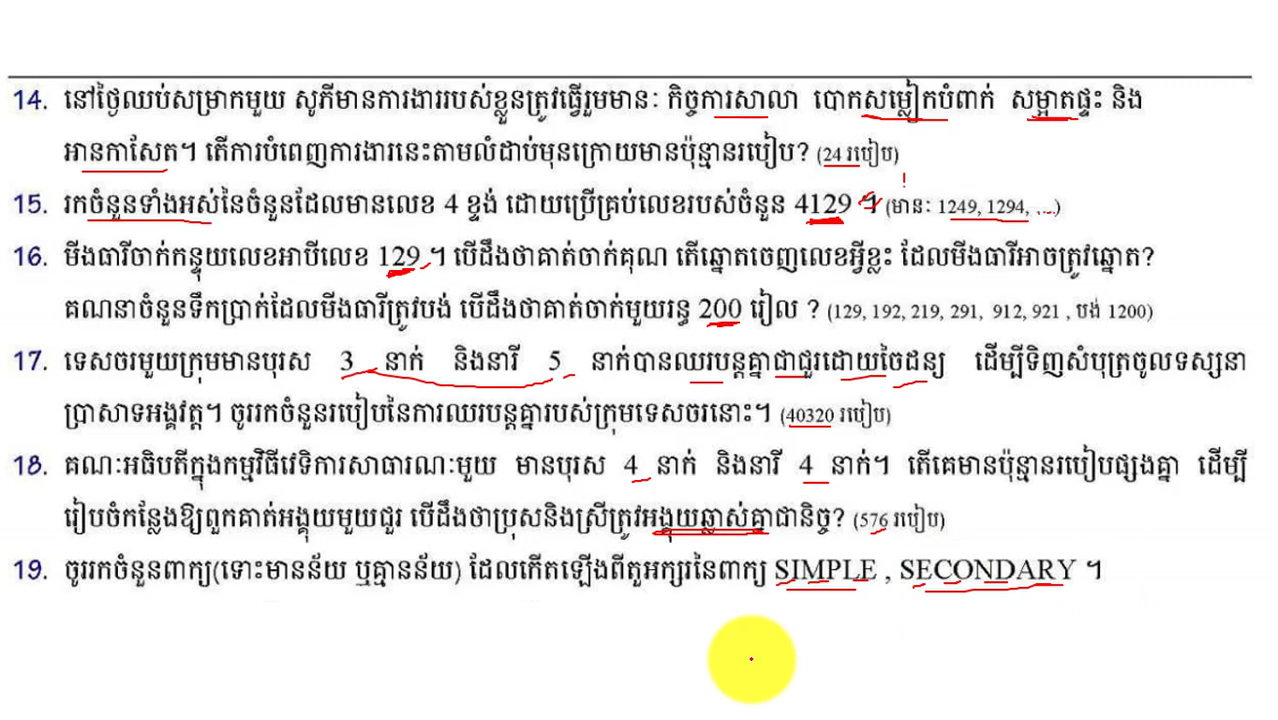 14. នៅថ្ងៃឈប់សម្រាកមួយ សូភីមានការងាររបស់ខ្លួនត្រូវធ្វើរួមមាន: កិច្ចការសាលា បោកសម្លៀកបំពាក់ សម្អាតផ្ទះ និង
អានកាសែត។ តើការបំពេញការងារនេះតាមលំដាប់មុនក្រោយមានប៉ុន្មានរបៀប? (24 របៀប)
15. រកចំនួនទាំងអស់នៃចំនួនដែលមានលេខ 4 ខ្ទង់ ដោយប្រើគ្រប់លេខរបស់ចំនួន 4129 ។ (មាន: 1249, 1294, ...)
16. មីងធារីចាក់កន្ទុយលេខអាបីលេខ 129 ។ បើដឹងថាគាត់ចាក់គុណ តើឆ្នោតចេញលេខអ្វីខ្លះ ដែលមីងធារីអាចត្រូវឆ្នោត?
គណនាចំនួនទឹកប្រាក់ដែលមីងធារីត្រូវបង់ បើដឹងថាគាត់ចាក់មួយរន្ធ 200 រៀល ? (129, 192, 219, 291, 912, 921 , បង់ 1200)
17. ទេសចរមួយក្រុមមានបុរស 3 នាក់ និងនារី 5 នាក់បានឈរបន្តគ្នាជាជួរដោយចៃដន្យ ដើម្បីទិញសំបុត្រចូលទស្សនា
ប្រាសាទអង្គវត្ត។ ចូររកចំនួនរបៀបនៃការឈរបន្តគ្នារបស់ក្រុមទេសចរនោះ។ (40320 របៀប)
18. គណៈអធិបតីក្នុងកម្មវិធីវេទិការសាធារណៈមួយ មានបុរស 4 នាក់ និងនារី 4 នាក់។ តើគេមានប៉ុន្មានរបៀបផ្សងគ្នា ដើម្បី
រៀបចំកន្លែងឱ្យពួកគាត់អង្គុយមួយជួរ បើដឹងថាប្រុសនិងស្រីត្រូវអង្គុយឆ្លាស់គ្នាជានិច្ច? (576 របៀប)
19. ចូររកចំនួនពាក្យ(ទោះមានន័យ ឬគ្មានន័យ) ដែលកើតឡើងពីតួអក្សរនៃពាក្យ SIMPLE , SECONDARY ។